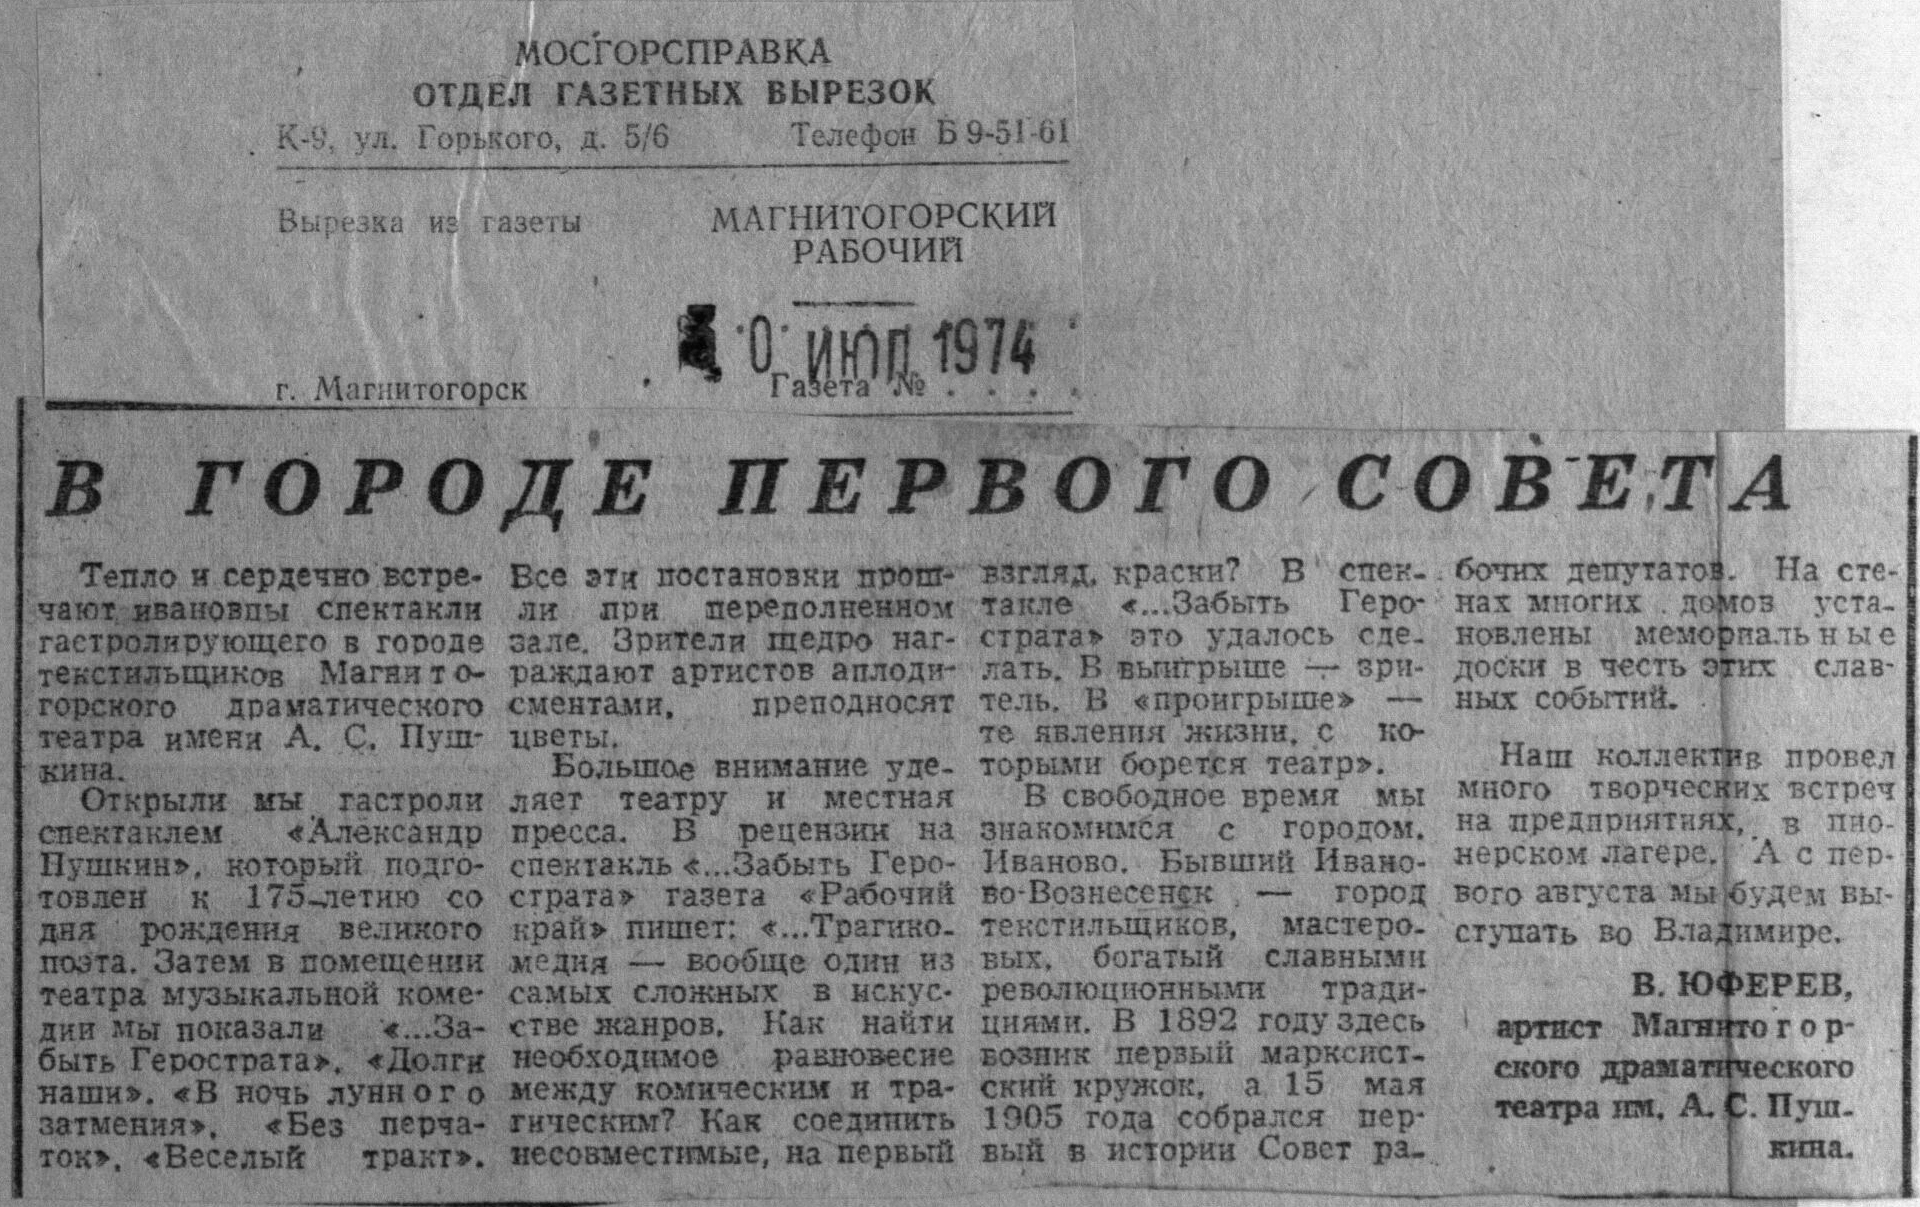 МОСГОРСПРАВКА
ОТДЕЛ ГАЗЕТНЫХ ВЫРЕЗОК
К-9, ул. Горького, д. 5/6 Телефон Б 9-51-61
Вырезка из газеты
МАГНИТОГОРСКИЙ
РАБОЧИЙ
0 ИЮЛ 1974
г. Магнитогорск
Газета № . . . .
В ГОРОДЕ ПЕРВОГО СОВЕТА
Тепло и сердечно встре-
чают ивановцы спектакли
гастролирующего в городе
текстильщиков Магнито-
горского драматического
театра имени А. С. Пуш-
кина.
Открыли мы гастроли
спектаклем «Александр
Пушкин», который подго-
товлен к 175-летию со
дня рождения великого
поэта. Затем в помещении
театра музыкальной коме-
дии мы показали «...За-
быть Герострата», «Долги
наши», «В ночь лунного
затмения», «Без перча-
ток», «Веселый тракт».
Все эти постановки прош-
ли при переполненном
зале. Зрители щедро наг-
раждают артистов аплоди-
сментами, преподносят
цветы.
Большое внимание уде-
ляет театру и местная
пресса. В рецензии на
спектакль «...Забыть Геро-
страта» газета «Рабочий
край» пишет: «...Трагико-
медия — вообще один из
самых сложных в искус-
стве жанров. Как найти
необходимое равновесие
между комическим и тра-
гическим? Как соединить
несовместимые, на первый
взгляд, краски? В спек-
такле «...Забыть Геро-
страта» это удалось сде-
лать. В выигрыше — зри-
тель. В «проигрыше» —
те явления жизни, с ко-
торыми борется театр».
В свободное время мы
знакомимся с городом.
Иваново. Бывший Ивано-
во-Вознесенск — город
текстильщиков, мастеро-
вых, богатый славными
революционными тради-
циями. В 1892 году здесь
возник первый марксист-
ский кружок, а 15 мая
1905 года собрался пер-
вый в истории Совет ра-
бочих депутатов. На сте-
нах многих домов уста-
новлены мемориальные
доски в честь этих слав-
ных событий.
Наш коллектив провел
много творческих встреч
на предприятиях, в пио-
нерском лагере. А с пер-
вого августа мы будем вы-
ступать во Владимире.
В. ЮФЕРЕВ,
артист Магнитогор-
ского драматического
театра им. А. С. Пуш-
кина.